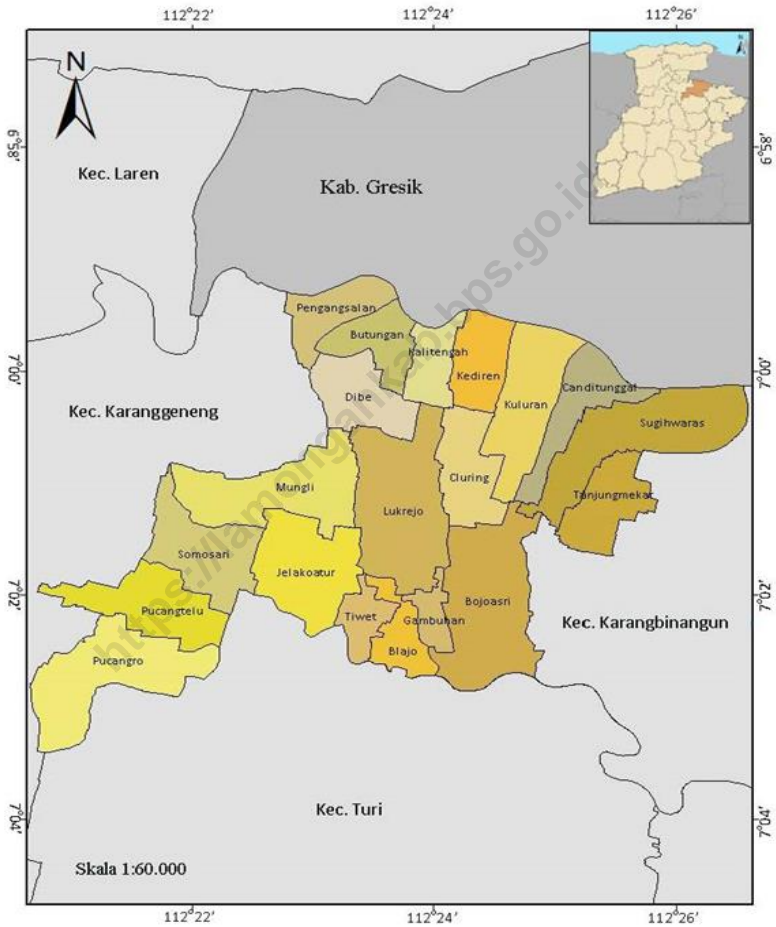 112°22'
112°24'
112°26'
N
N
6°58'
6°58'
Kec. Laren
Kab. Gresik
Pengangsalan
Butungan
Kalitengah
Kediren
7°00'
7°00'
Canditunggal
Dibe
Kuluran
Kec. Karanggeneng
Sugihwaras
Cluring
Mungli
Tanjungmekar
Lukrejo
Somosari
Jelakoatur
7°02'
7°02'
Bojoasri
Pucangtelu
Tiwet
Gambuhan
Kec. Karangbinangun
Blajo
Pucangro
Kec. Turi
7°04'
7°04'
Skala 1:60.000
112°22'
112°24'
112°26'
https://lamongankab.bps.go.id